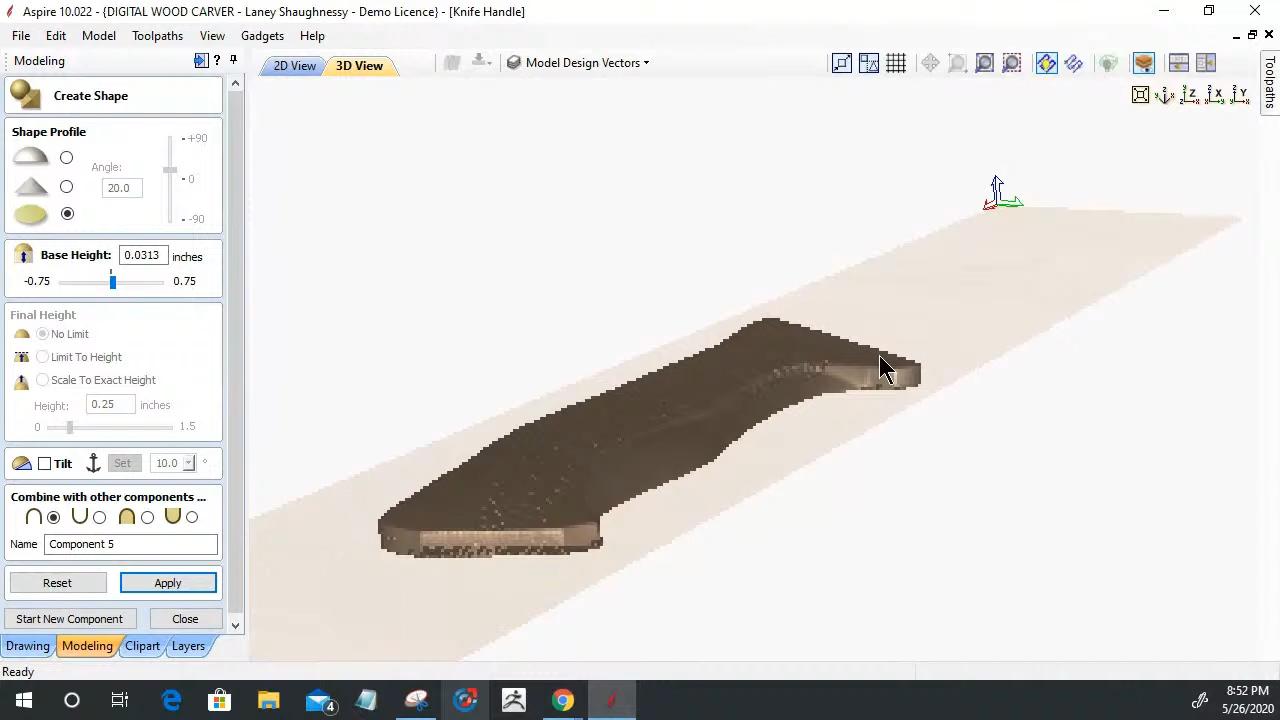 Aspire 10.022 - {DIGITAL WOOD CARVER - Laney Shaughnessy - Demo Licence} - [Knife Handle]
File Edit Model Toolpaths View Gadgets Help
Modeling
2D View 3D View Model Design Vectors
Toolpaths
Z X Y
Create Shape
Shape Profile
+90
Angle:
0
20.0
-90
Base Height: 0.0313 inches
-0.75 0.75
Final Height
No Limit
Limit To Height
Scale To Exact Height
Height: 0.25 inches
0 1.5
Tilt Set 10.0 °
Combine with other components ...
Name Component 5
Reset Apply
Start New Component Close
Drawing Modeling Clipart Layers
Ready
4
8:52 PM
5/26/2020